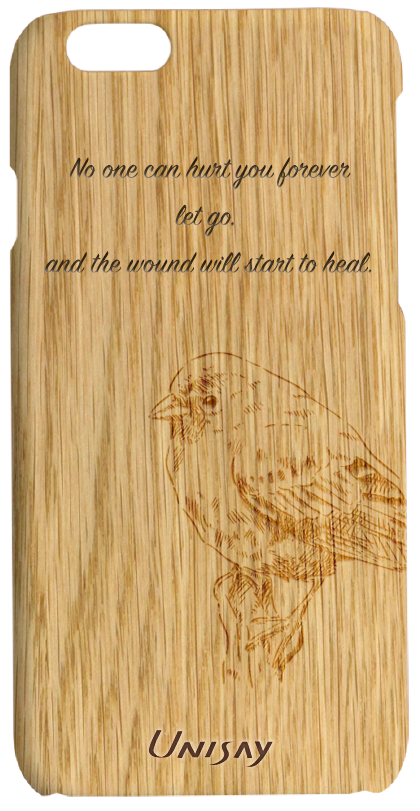 No one can hurt you forever
let go.
and the wound will start to heal.
UNISAY